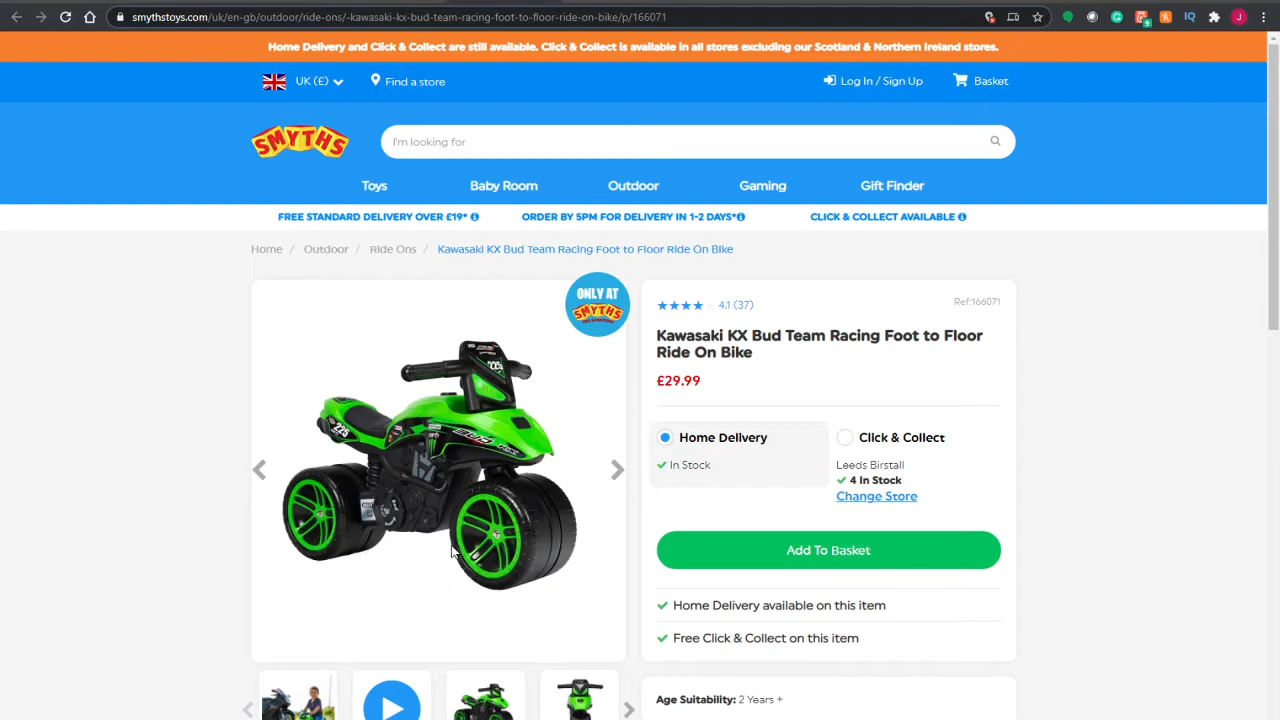 smythstoys.com/uk/en-gb/outdoor/ride-ons/-kawasaki-kx-bud-team-racing-foot-to-floor-ride-on-bike/p/166071
Home Delivery and Click & Collect are still available. Click & Collect is available in all stores excluding our Scotland & Northern Ireland stores.
UK (£) Find a store Log In / Sign Up Basket
SMYTHS I'm looking for
Toys Baby Room Outdoor Gaming Gift Finder
FREE STANDARD DELIVERY OVER £19* ORDER BY 5PM FOR DELIVERY IN 1-2 DAYS* CLICK & COLLECT AVAILABLE
Home / Outdoor / Ride Ons / Kawasaki KX Bud Team Racing Foot to Floor Ride On Bike
ONLY AT
SMYTHS
225
225
4.1 (37) Ref:166071
Kawasaki KX Bud Team Racing Foot to Floor
Ride On Bike
£29.99
Home Delivery
In Stock
Click & Collect
Leeds Birstall
4 In Stock
Change Store
Add To Basket
Home Delivery available on this item
Free Click & Collect on this item
Age Suitability: 2 Years +